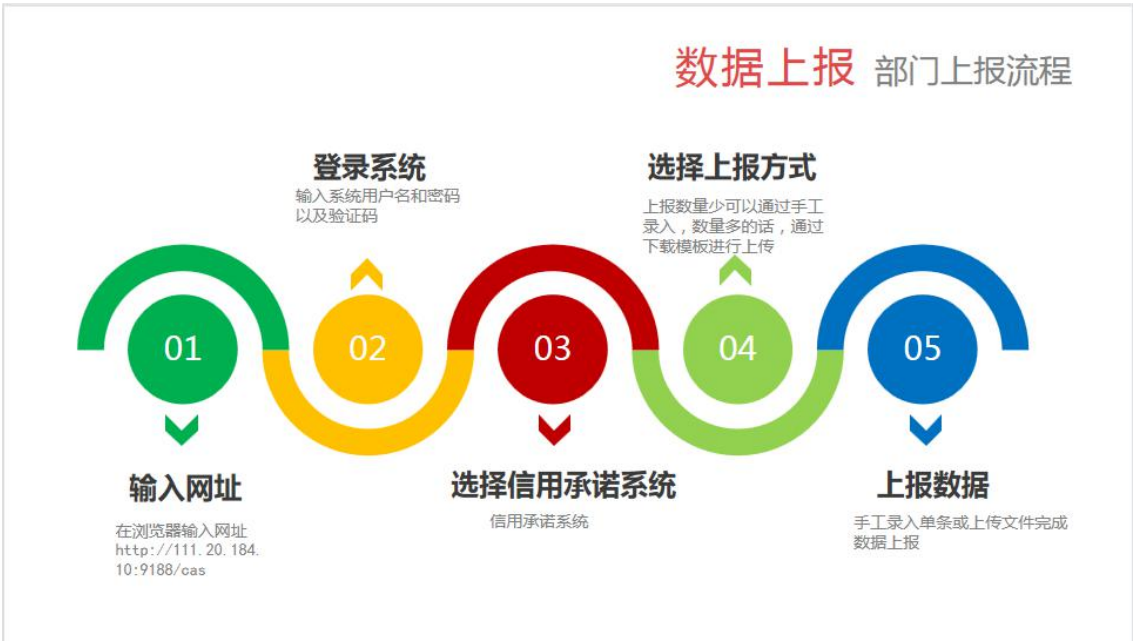 数据上报 部门上报流程
01
输入网址
在浏览器输入网址
http://111.20.184.
10:9188/cas
登录系统
输入系统用户名和密码
以及验证码
02
03
选择信用承诺系统
信用承诺系统
选择上报方式
上报数量少可以通过手工
录入，数量多的话，通过
下载模板进行上传
04
05
上报数据
手工录入单条或上传文件完成
数据上报